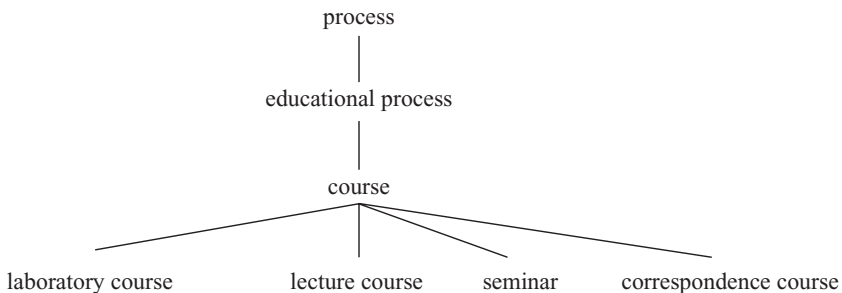 process
educational process
course
laboratory course lecture course seminar correspondence course